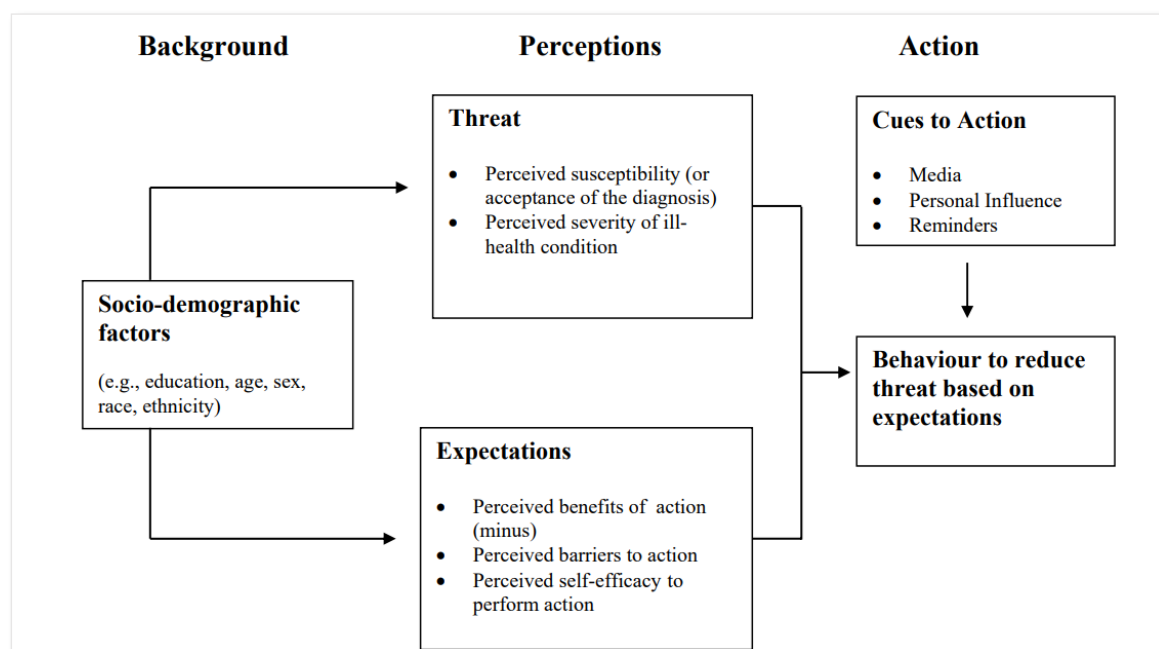 Background
Perceptions
Action
Threat
• Perceived susceptibility (or
acceptance of the diagnosis)
• Perceived severity of ill-
health condition
Cues to Action
• Media
• Personal Influence
• Reminders
Socio-demographic
factors
(e.g., education, age, sex,
race, ethnicity)
Behaviour to reduce
threat based on
expectations
Expectations
• Perceived benefits of action
(minus)
• Perceived barriers to action
• Perceived self-efficacy to
perform action